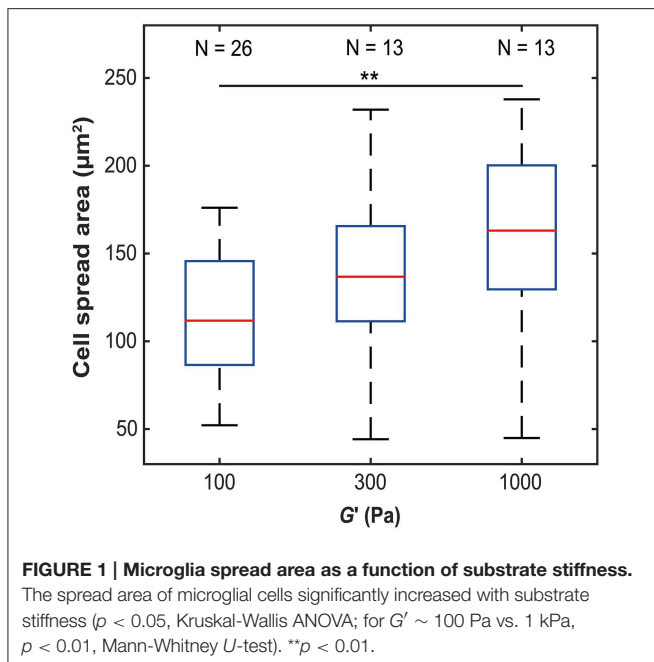 N = 26 N = 13 N = 13
**
250
200
150
100
50
Cell spread area (µm²)
100 300 1000
G' (Pa)
FIGURE 1 | Microglia spread area as a function of substrate stiffness.
The spread area of microglial cells significantly increased with substrate
stiffness (p < 0.05, Kruskal-Wallis ANOVA; for G′ ∼ 100 Pa vs. 1 kPa,
p < 0.01, Mann-Whitney U-test). **p < 0.01.